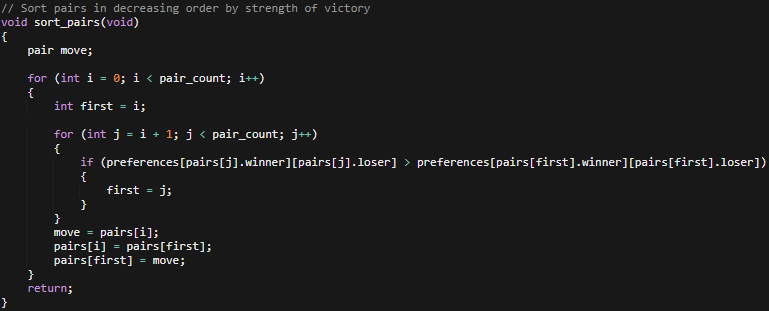 // Sort pairs in decreasing order by strength of victory
void sort_pairs(void)
{
    pair move;

    for (int i = 0; i < pair_count; i++)
    {
        int first = i;

        for (int j = i + 1; j < pair_count; j++)
        {
            if (preferences[pairs[j].winner][pairs[j].loser] > preferences[pairs[first].winner][pairs[first].loser])
            {
                first = j;
            }
        }
        move = pairs[i];
        pairs[i] = pairs[first];
        pairs[first] = move;
    }
    return;
}